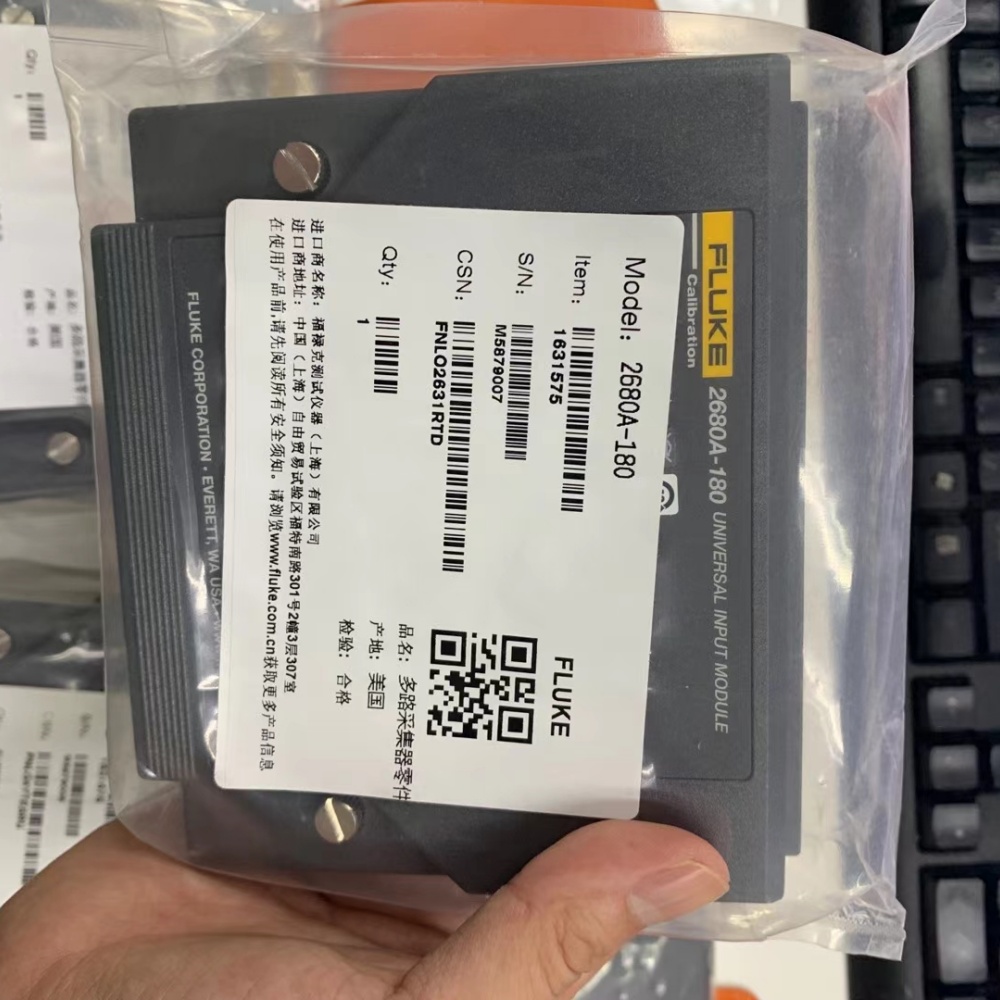 FLUKE
Calibration
2680A-180 UNIVERSAL INPUT MODULE
Model: 2680A-180
Item:
1631575
S/N:
M5879007
CSN:
FNLO2631RTD
Qty:
1
FLUKE
品名: 多路采集器零件
产地: 美国
检验: 合格
进口商名称: 福禄克测试仪器(上海)有限公司
进口商地址: 中国(上海)自由贸易试验区福特南路301号2幢3层307室
在使用产品前,请先阅读所有安全须知。请浏览www.fluke.com.cn获取更多产品信息
FLUKE CORPORATION • EVERETT, WA USA
Qty:
1